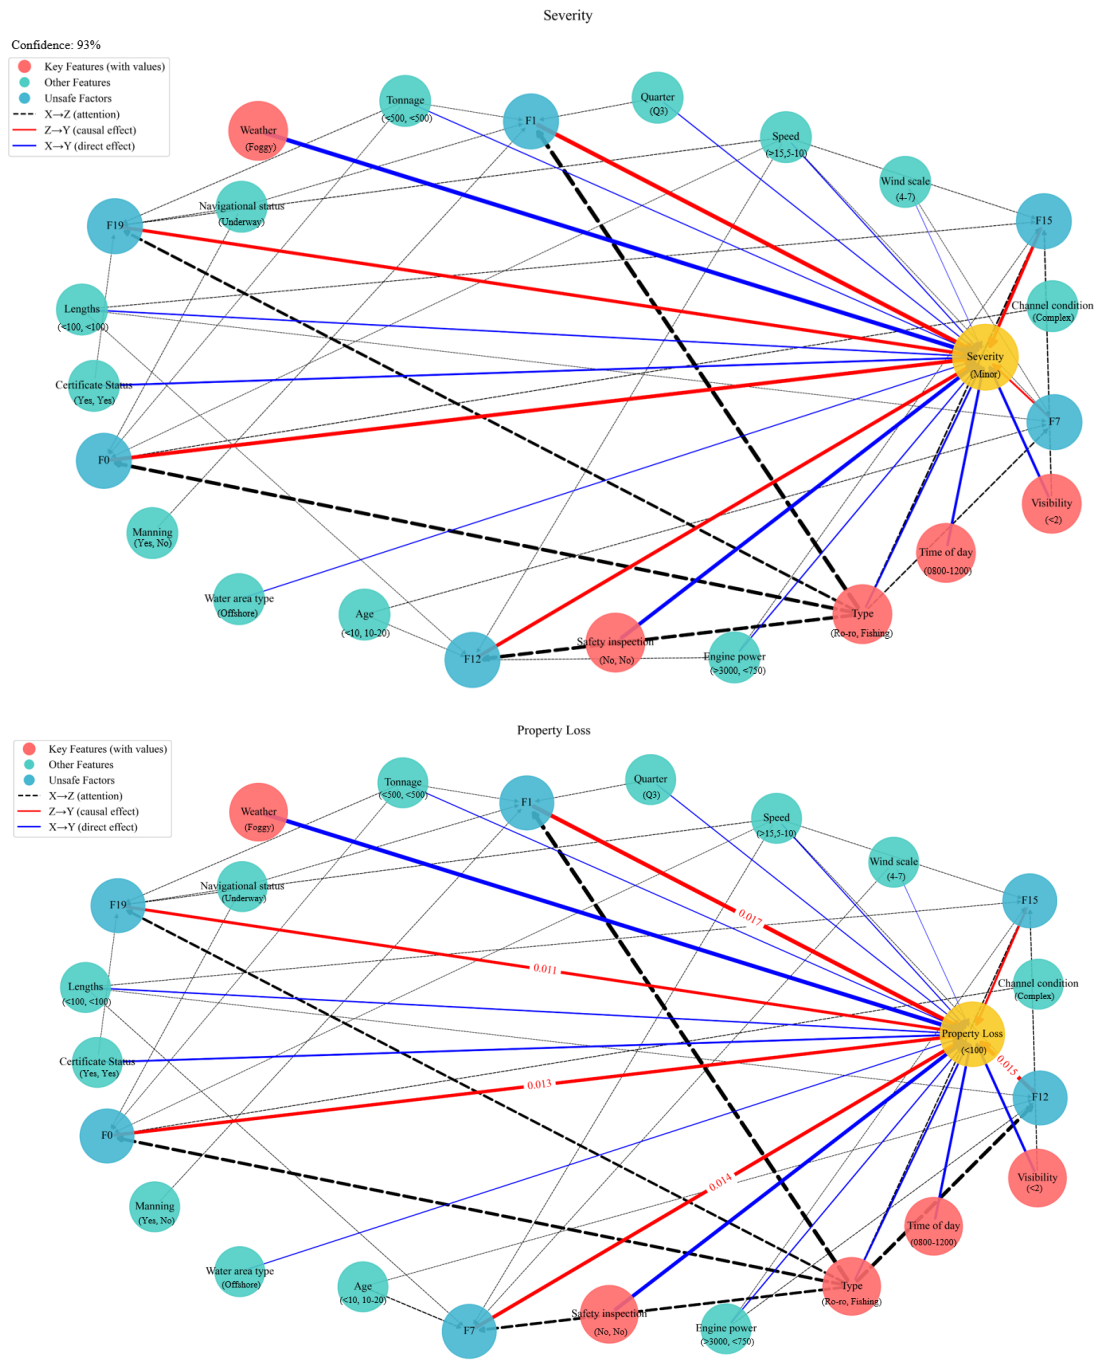 Severity
Confidence: 93%
Key Features (with values)
Other Features
Unsafe Factors
X→Z (attention)
Z→Y (causal effect)
X→Y (direct effect)
Weather
(Foggy)
Tonnage
(<500, <500)
F1
Quarter
(Q3)
Speed
(>15,5-10)
Wind scale
(4-7)
F15
Navigational status
(Underway)
F19
Lengths
(<100, <100)
Channel condition
(Complex)
Severity
(Minor)
Certificate Status
(Yes, Yes)
F7
F0
Visibility
(<2)
Manning
(Yes, No)
Time of day
(0800-1200)
Water area type
(Offshore)
Age
(<10, 10-20)
Type
(Ro-ro, Fishing)
F12
Safety inspection
(No, No)
Engine power
(>3000, <750)
Property Loss
Key Features (with values)
Other Features
Unsafe Factors
X→Z (attention)
Z→Y (causal effect)
X→Y (direct effect)
Weather
(Foggy)
Tonnage
(<500, <500)
F1
Quarter
(Q3)
Speed
(>15,5-10)
Wind scale
(4-7)
F15
Navigational status
(Underway)
F19
0.017
0.011
Lengths
(<100, <100)
Channel condition
(Complex)
Property Loss
(<100)
Certificate Status
(Yes, Yes)
0.015
0.013
F12
F0
0.014
Visibility
(<2)
Manning
(Yes, No)
Time of day
(0800-1200)
Water area type
(Offshore)
Age
(<10, 10-20)
Type
(Ro-ro, Fishing)
F7
Safety inspection
(No, No)
Engine power
(>3000, <750)